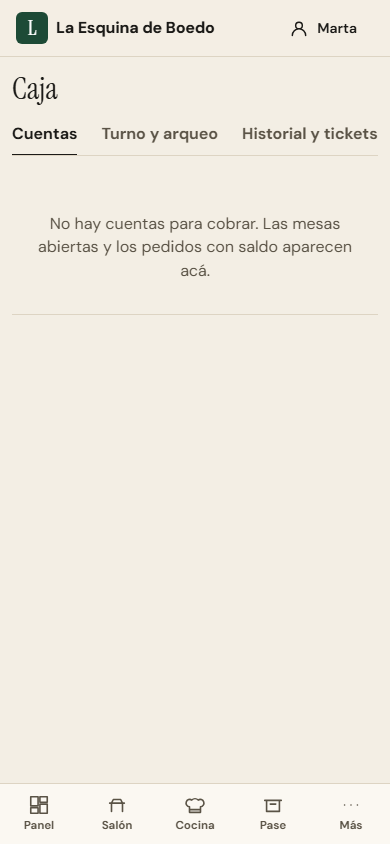 L La Esquina de Boedo Marta
Caja
Cuentas Turno y arqueo Historial y tickets
No hay cuentas para cobrar. Las mesas
abiertas y los pedidos con saldo aparecen
acá.
Panel Salón Cocina Pase Más